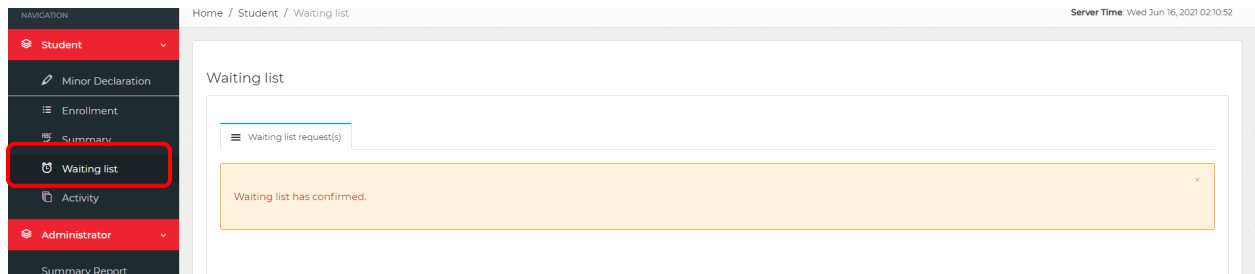 NAVIGATION
Home / Student / Waiting list
Server Time: Wed Jun 16, 2021 02:10:52
Student
Minor Declaration
Enrollment
Summary
Waiting list
Activity
Administrator
Summary Report
Waiting list
Waiting list request(s)
Waiting list has confirmed.
×